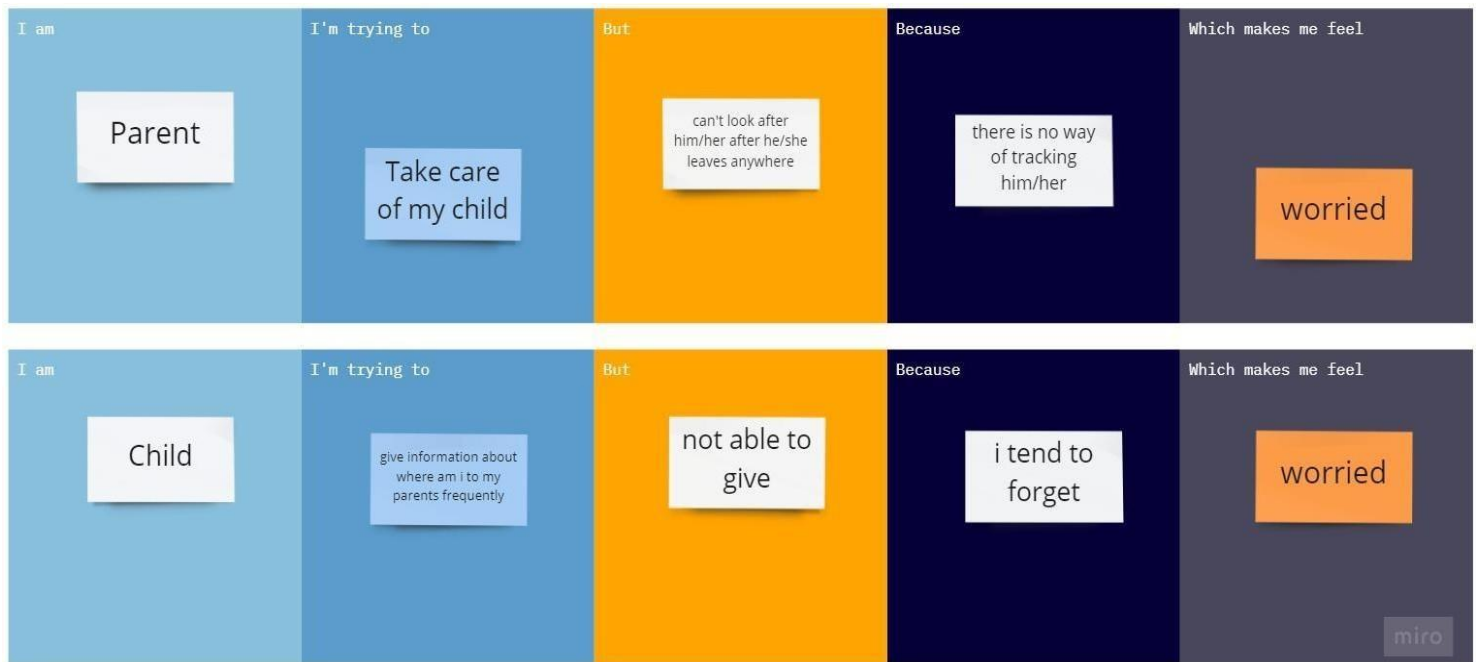 I am
I'm trying to
But
Because
Which makes me feel
Parent
Take care
of my child
can't look after
him/her after he/she
leaves anywhere
there is no way
of tracking
him/her
worried
I am
I'm trying to
But
Because
Which makes me feel
Child
give information about
where am i to my
parents frequently
not able to
give
i tend to
forget
worried
miro